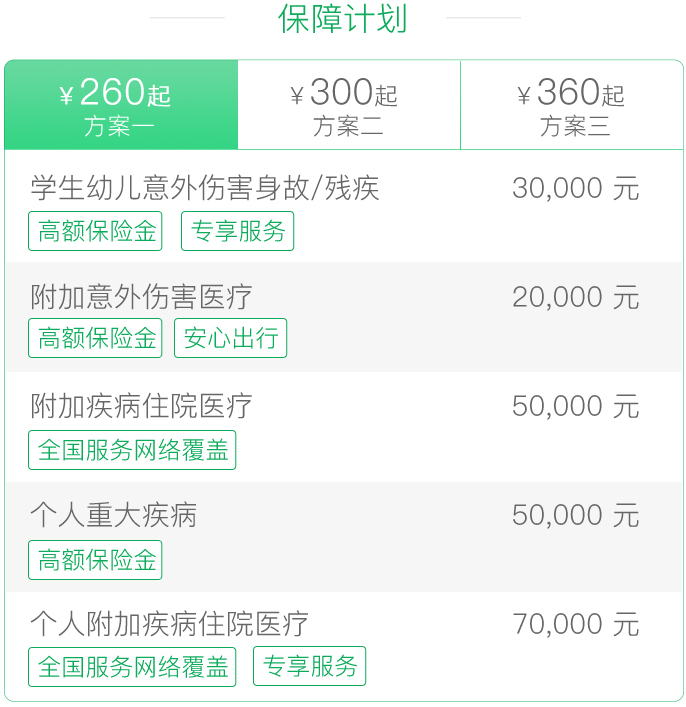 保障计划
¥260起 ¥300起 ¥360起
方案一 方案二 方案三
学生幼儿意外伤害身故/残疾 30,000 元
高额保险金 专享服务
附加意外伤害医疗 20,000 元
高额保险金 安心出行
附加疾病住院医疗 50,000 元
全国服务网络覆盖
个人重大疾病 50,000 元
高额保险金
个人附加疾病住院医疗 70,000 元
全国服务网络覆盖 专享服务